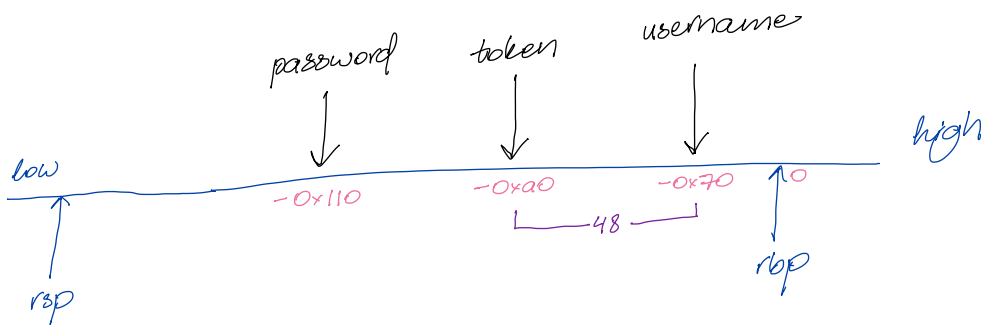 password
token
username
high
low
-0x110
-0xa0
-0x70
0
48
rsp
rbp